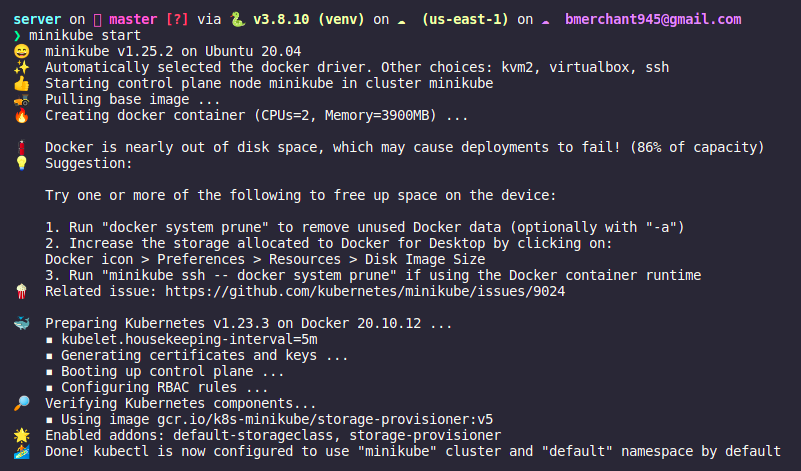 server on master [?] via 🐍 v3.8.10 (venv) on ☁ (us-east-1) on ☁ bmerchant945@gmail.com
❯ minikube start
😄 minikube v1.25.2 on Ubuntu 20.04
✨ Automatically selected the docker driver. Other choices: kvm2, virtualbox, ssh
👍 Starting control plane node minikube in cluster minikube
🚜 Pulling base image ...
🔥 Creating docker container (CPUs=2, Memory=3900MB) ...
🧯 Docker is nearly out of disk space, which may cause deployments to fail! (86% of capacity)
💡 Suggestion:
Try one or more of the following to free up space on the device:
1. Run "docker system prune" to remove unused Docker data (optionally with "-a")
2. Increase the storage allocated to Docker for Desktop by clicking on:
Docker icon > Preferences > Resources > Disk Image Size
3. Run "minikube ssh -- docker system prune" if using the Docker container runtime
🍿 Related issue: https://github.com/kubernetes/minikube/issues/9024
🐳 Preparing Kubernetes v1.23.3 on Docker 20.10.12 ...
▪ kubelet.housekeeping-interval=5m
▪ Generating certificates and keys ...
▪ Booting up control plane ...
▪ Configuring RBAC rules ...
🔎 Verifying Kubernetes components...
▪ Using image gcr.io/k8s-minikube/storage-provisioner:v5
🌟 Enabled addons: default-storageclass, storage-provisioner
🏄 Done! kubectl is now configured to use "minikube" cluster and "default" namespace by default